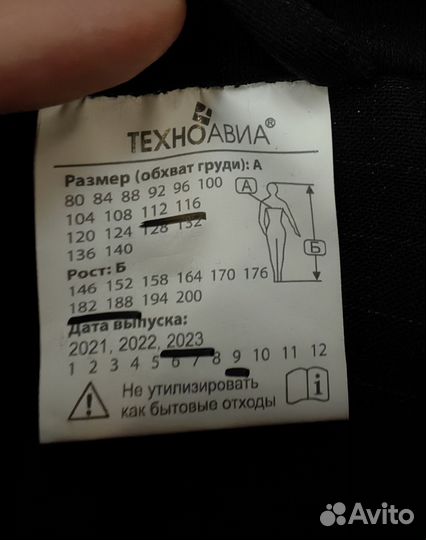 ТЕХНОАВИА®
Размер (обхват груди): А
80 84 88 92 96 100
104 108 112 116
120 124 128 132
136 140
А
Б
Рост: Б
146 152 158 164 170 176
182 188 194 200
Дата выпуска:
2021, 2022, 2023
1 2 3 4 5 6 7 8 9 10 11 12
Не утилизировать
как бытовые отходы
i
Avito